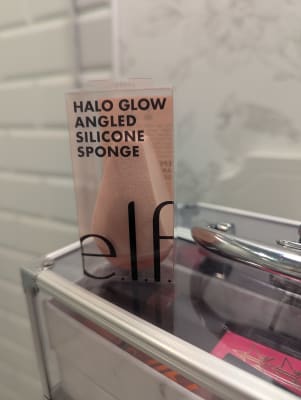 HALO GLOW
ANGLED
SILICONE
SPONGE
e.l.f.